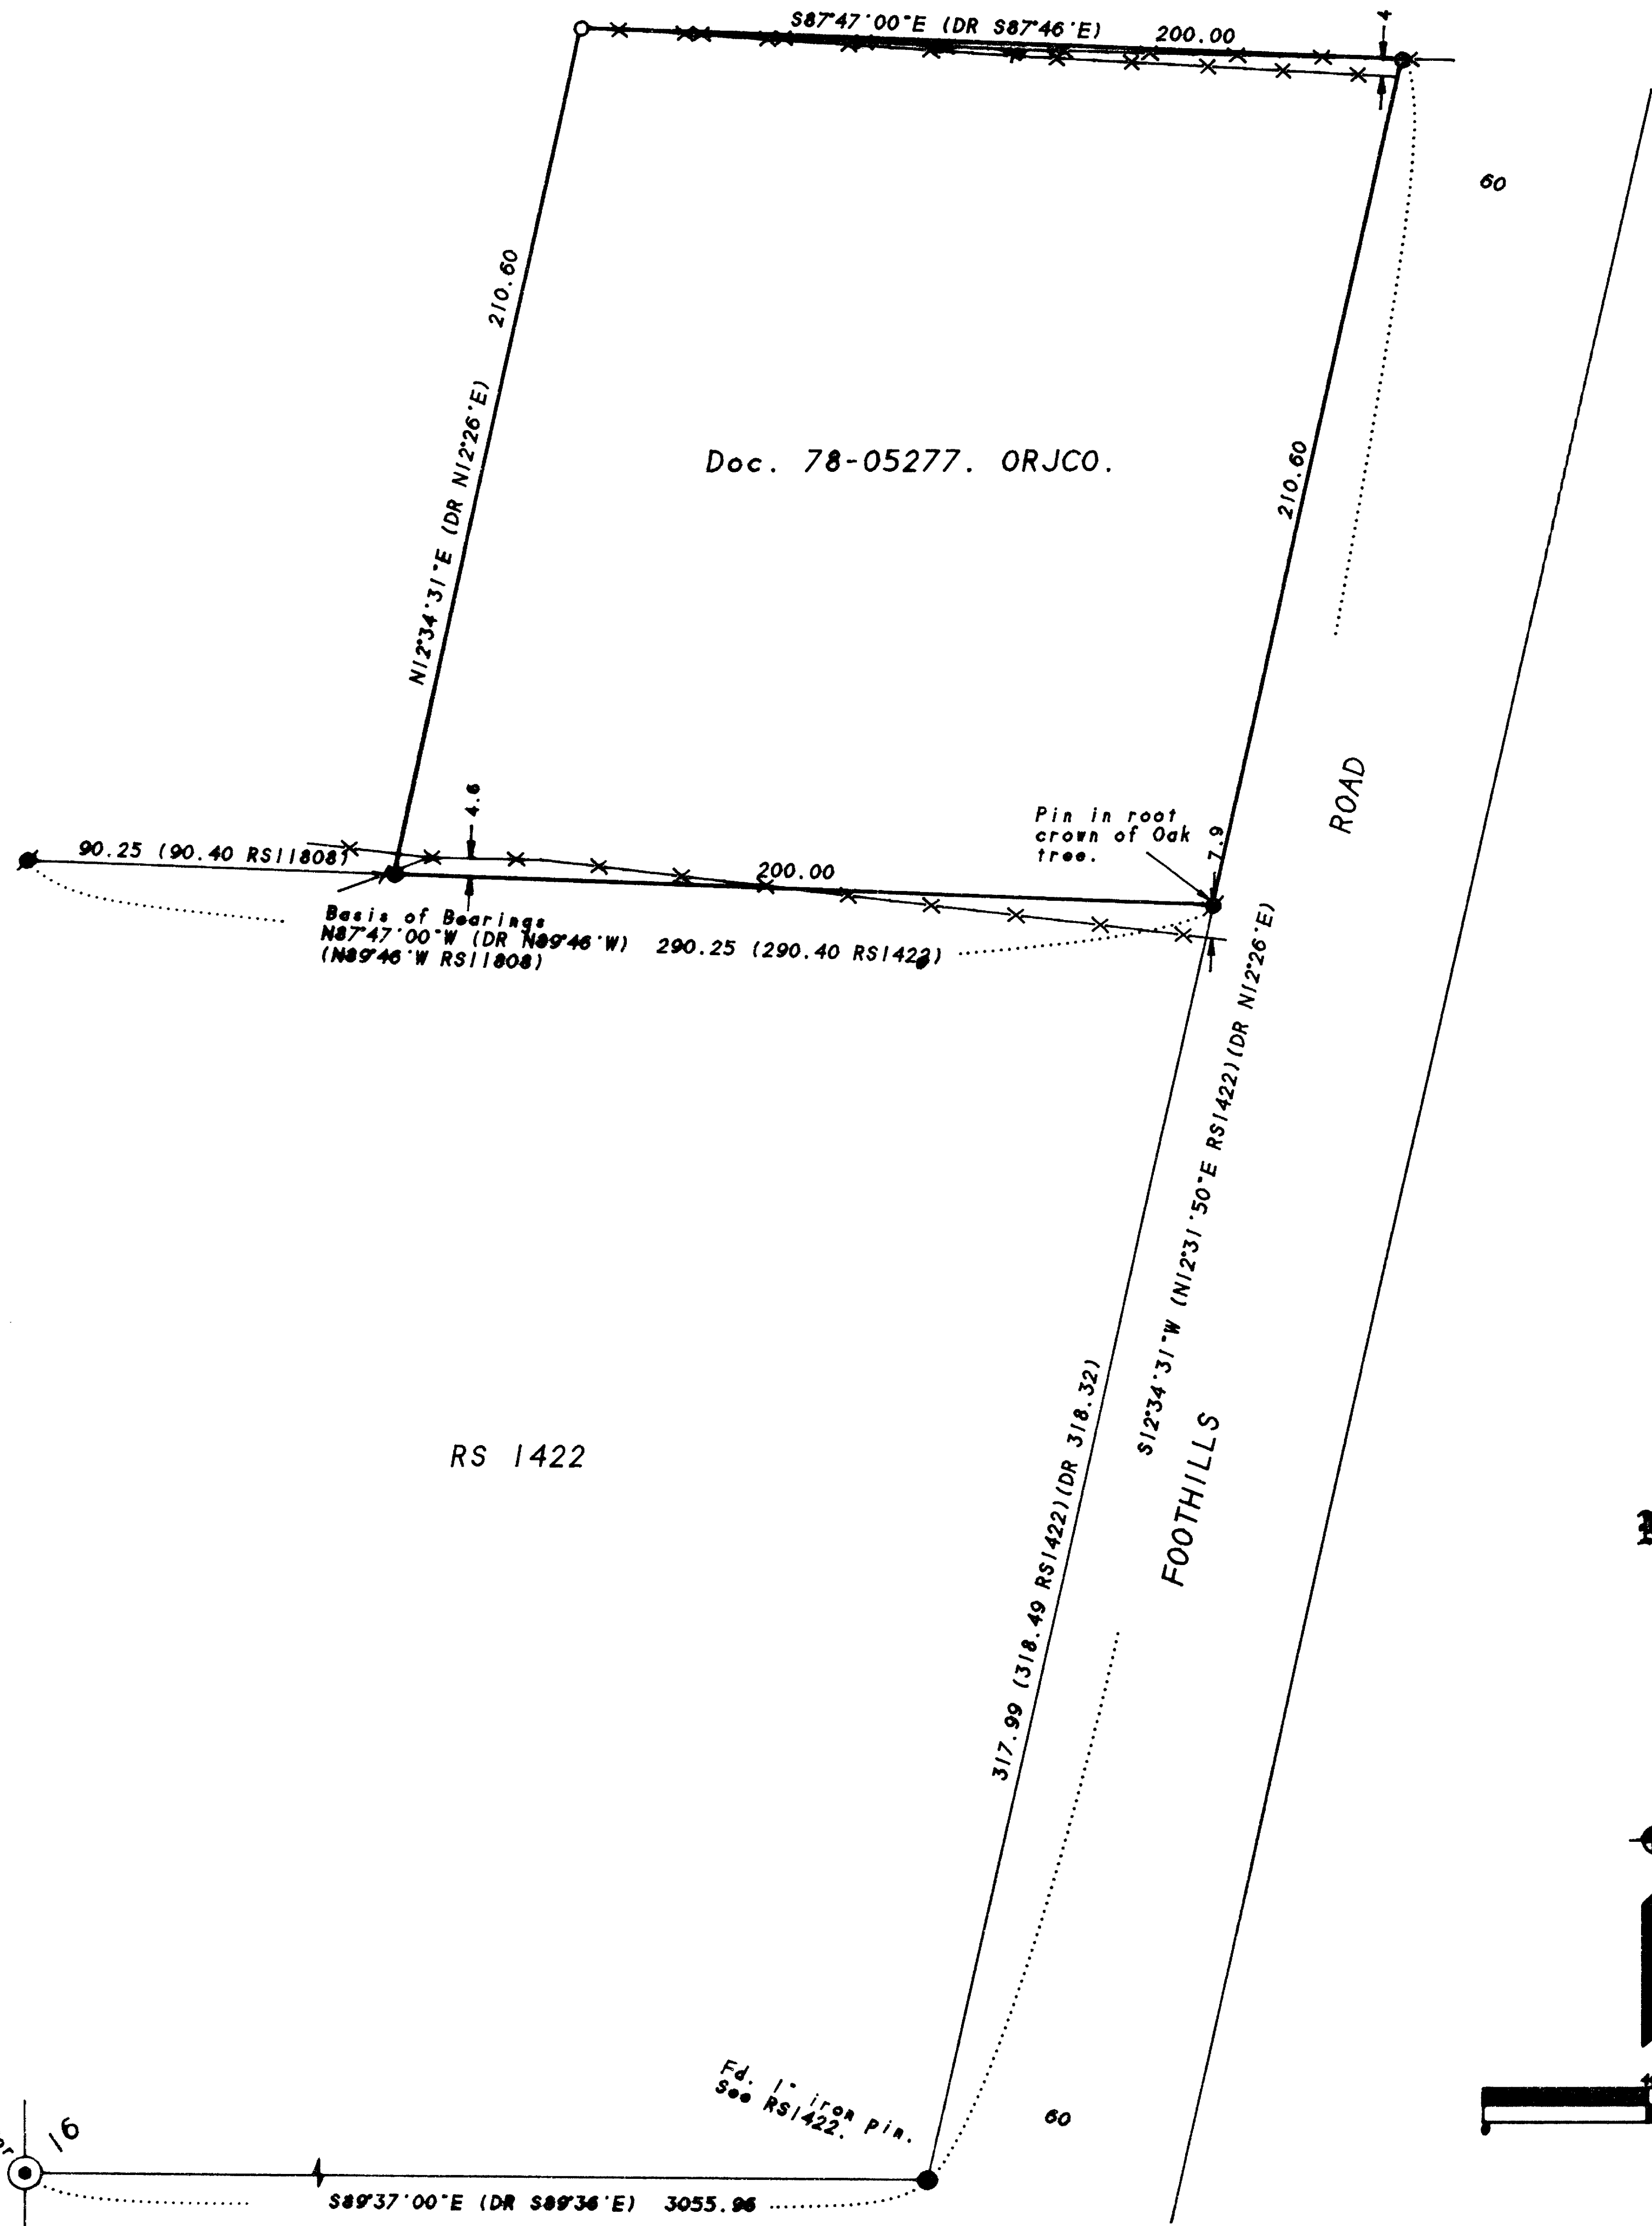 S87°47'00"E (DR S87°46'E) 200.00
4
60
210.60
N12°34'31"E (DR N12°26'E)
Doc. 78-05277. ORJCO.
210.60
ROAD
4.6
Pin in root
crown of Oak
tree.
7.9
90.25 (90.40 RS11808)
200.00
Basis of Bearings
N87°47'00"W (DR N89°46'W) 290.25 (290.40 RS1422)
(N89°46'W RS11808)
S12°34'31"W (N12°31'50"E RS1422)(DR N12°26'E)
317.99 (318.49 RS1422)(DR 318.32)
RS 1422
FOOTHILLS
Fd. 1" iron pin.
See RS1422.
60
16
S89°37'00"E (DR S89°36'E) 3055.96